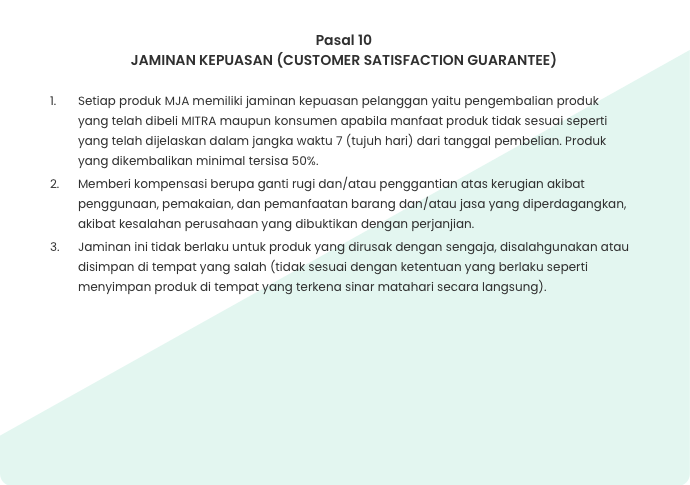 Pasal 10
JAMINAN KEPUASAN (CUSTOMER SATISFACTION GUARANTEE)
1. Setiap produk MJA memiliki jaminan kepuasan pelanggan yaitu pengembalian produk
yang telah dibeli MITRA maupun konsumen apabila manfaat produk tidak sesuai seperti
yang telah dijelaskan dalam jangka waktu 7 (tujuh hari) dari tanggal pembelian. Produk
yang dikembalikan minimal tersisa 50%.
2. Memberi kompensasi berupa ganti rugi dan/atau penggantian atas kerugian akibat
penggunaan, pemakaian, dan pemanfaatan barang dan/atau jasa yang diperdagangkan,
akibat kesalahan perusahaan yang dibuktikan dengan perjanjian.
3. Jaminan ini tidak berlaku untuk produk yang dirusak dengan sengaja, disalahgunakan atau
disimpan di tempat yang salah (tidak sesuai dengan ketentuan yang berlaku seperti
menyimpan produk di tempat yang terkena sinar matahari secara langsung).